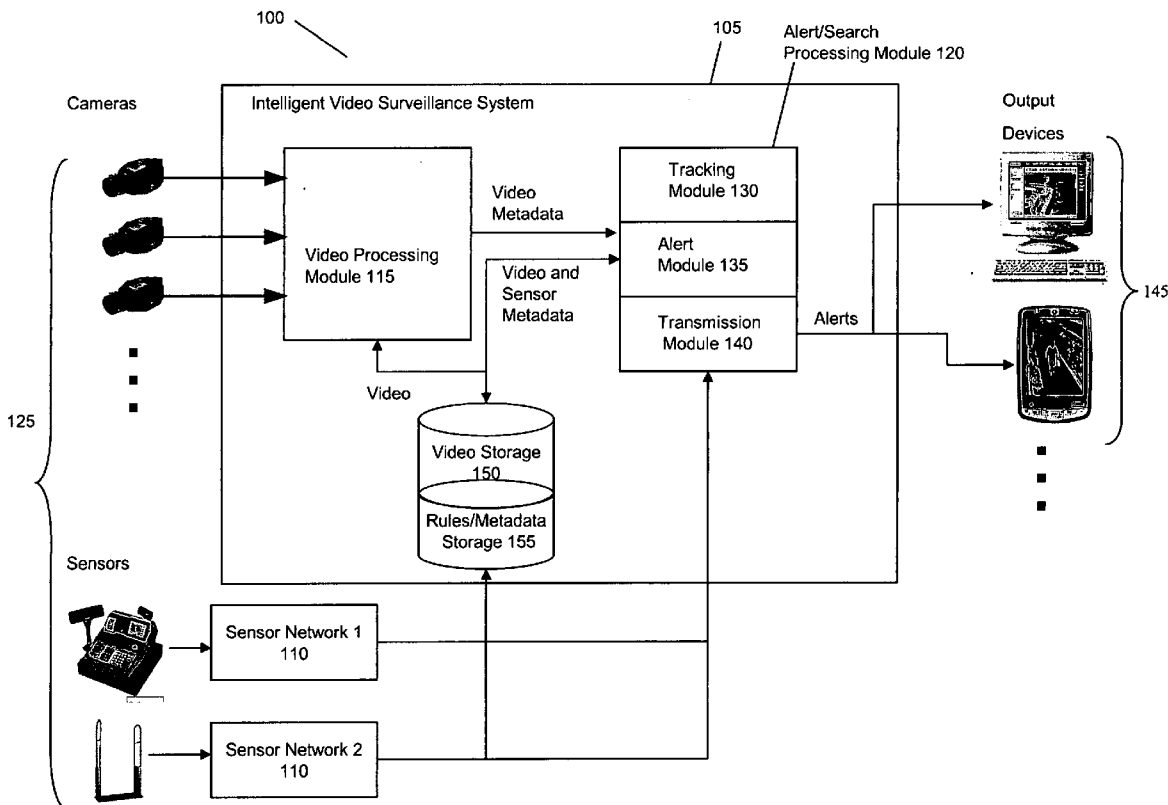 100
105
Alert/Search
Processing Module 120
Cameras
Intelligent Video Surveillance System
Output
Devices
Tracking
Module 130
Video
Metadata
Video Processing
Module 115
Alert
Module 135
Video and
Sensor
Metadata
145
Transmission
Module 140
Alerts
Video
125
Video Storage
150
Rules/Metadata
Storage 155
Sensors
Sensor Network 1
110
Sensor Network 2
110